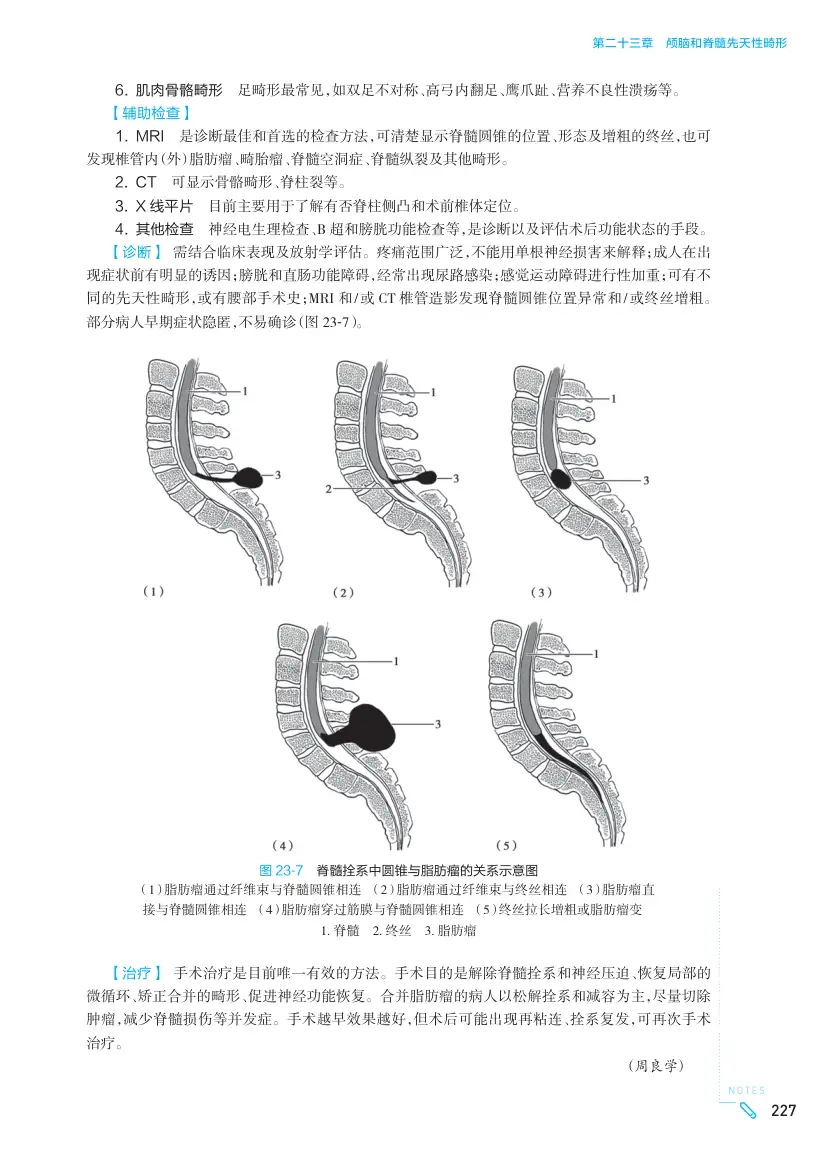 第二十三章 颅脑和脊髓先天性畸形
6. 肌肉骨骼畸形 足畸形最常见,如双足不对称、高弓内翻足、鹰爪趾、营养不良性溃疡等。
【辅助检查】
1. MRI 是诊断最佳和首选的检查方法,可清楚显示脊髓圆锥的位置、形态及增粗的终丝,也可
发现椎管内(外)脂肪瘤、畸胎瘤、脊髓空洞症、脊髓纵裂及其他畸形。
2. CT 可显示骨骼畸形、脊柱裂等。
3. X 线平片 目前主要用于了解有否脊柱侧凸和术前椎体定位。
4. 其他检查 神经电生理检查、B 超和膀胱功能检查等,是诊断以及评估术后功能状态的手段。
【诊断】 需结合临床表现及放射学评估。疼痛范围广泛,不能用单根神经损害来解释;成人在出
现症状前有明显的诱因;膀胱和直肠功能障碍,经常出现尿路感染;感觉运动障碍进行性加重;可有不
同的先天性畸形,或有腰部手术史;MRI 和/或 CT 椎管造影发现脊髓圆锥位置异常和/或终丝增粗。
部分病人早期症状隐匿,不易确诊(图 23-7)。
1
3
1
2
3
1
3
(1)
(2)
(3)
1
3
1
(4)
(5)
图 23-7 脊髓拴系中圆锥与脂肪瘤的关系示意图
(1)脂肪瘤通过纤维束与脊髓圆锥相连 (2)脂肪瘤通过纤维束与终丝相连 (3)脂肪瘤直
接与脊髓圆锥相连 (4)脂肪瘤穿过筋膜与脊髓圆锥相连 (5)终丝拉长增粗或脂肪瘤变
1. 脊髓 2. 终丝 3. 脂肪瘤
【治疗】 手术治疗是目前唯一有效的方法。手术目的是解除脊髓拴系和神经压迫、恢复局部的
微循环、矫正合并的畸形、促进神经功能恢复。合并脂肪瘤的病人以松解拴系和减容为主,尽量切除
肿瘤,减少脊髓损伤等并发症。手术越早效果越好,但术后可能出现再粘连、拴系复发,可再次手术
治疗。
(周良学)
NOTES
227